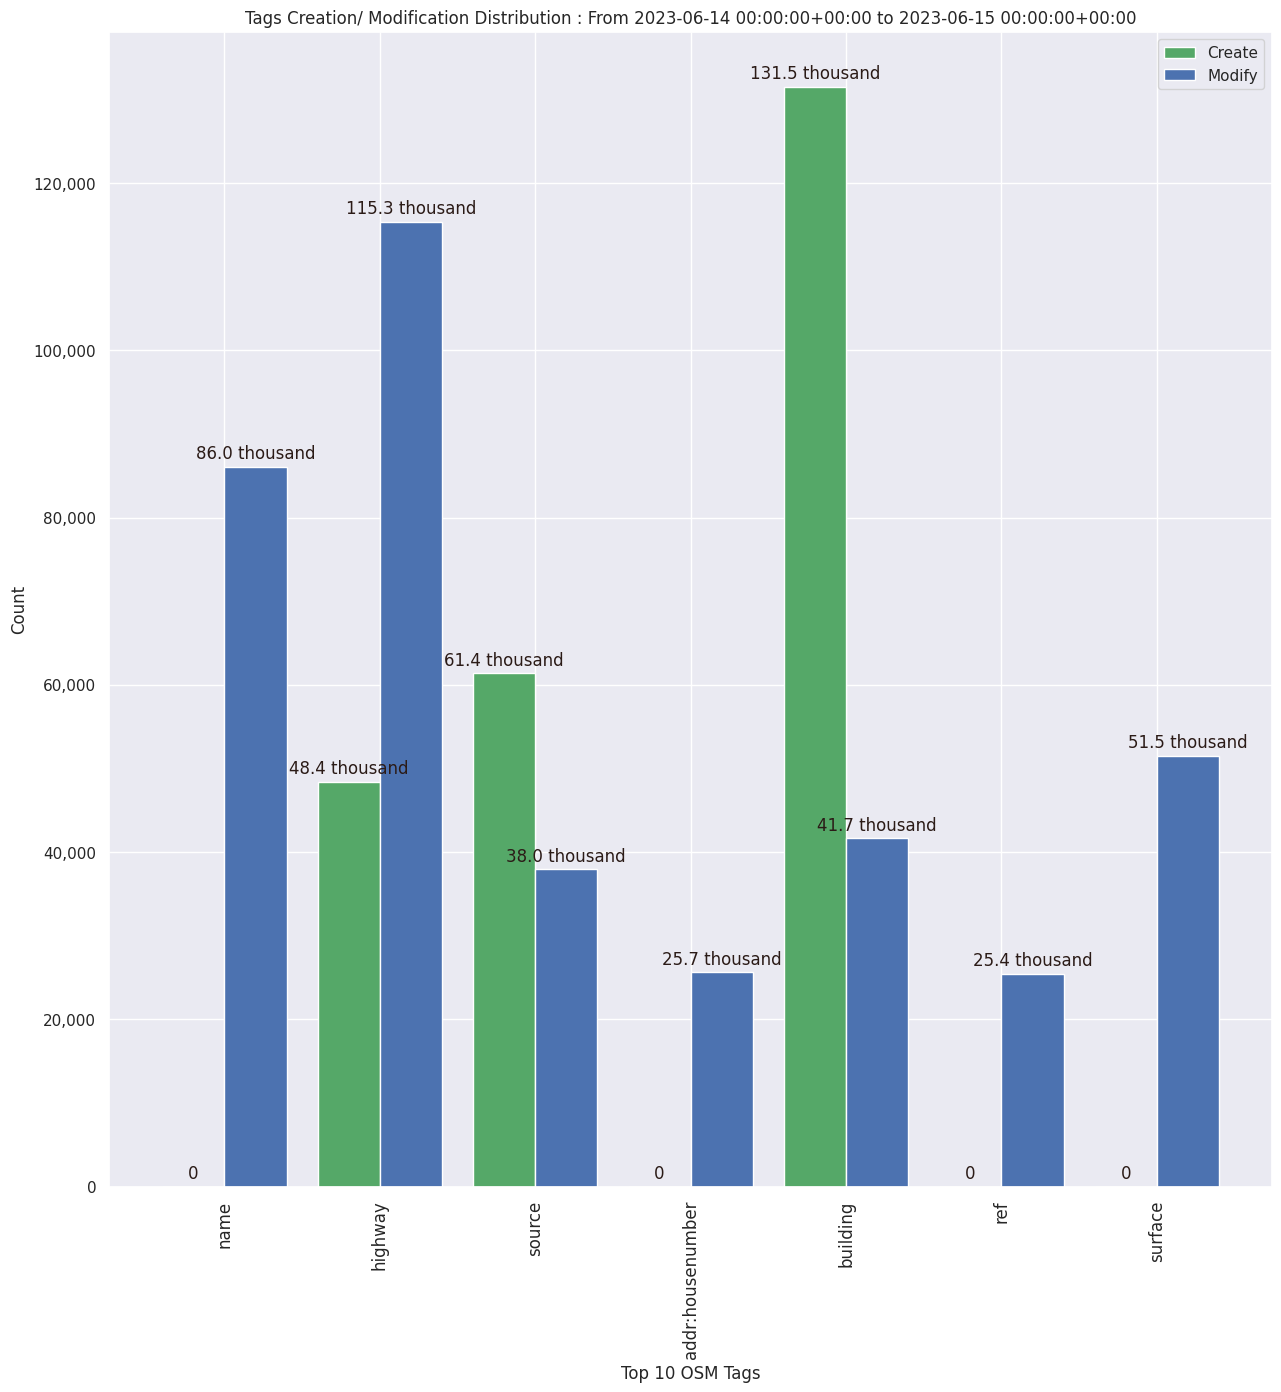 Tags Creation/ Modification Distribution : From 2023-06-14 00:00:00+00:00 to 2023-06-15 00:00:00+00:00
Create
Modify
131.5 thousand
120,000
115.3 thousand
100,000
86.0 thousand
80,000
Count
61.4 thousand
60,000
51.5 thousand
48.4 thousand
41.7 thousand
40,000
38.0 thousand
25.7 thousand
25.4 thousand
20,000
0
0
0
0
0
name
highway
source
addr:housenumber
building
ref
surface
Top 10 OSM Tags